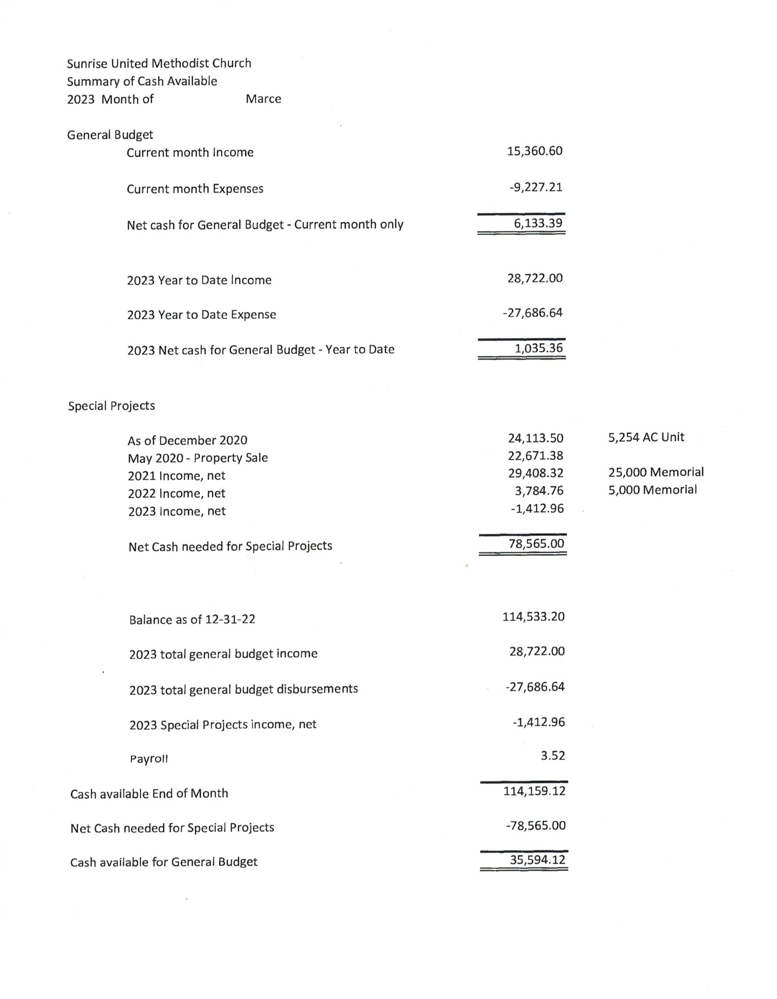 Sunrise United Methodist Church
Summary of Cash Available
2023 Month of Marce
General Budget
Current month Income 15,360.60
Current month Expenses -9,227.21
Net cash for General Budget - Current month only 6,133.39
2023 Year to Date Income 28,722.00
2023 Year to Date Expense -27,686.64
2023 Net cash for General Budget - Year to Date 1,035.36
Special Projects
As of December 2020 24,113.50 5,254 AC Unit
May 2020 - Property Sale 22,671.38
2021 Income, net 29,408.32 25,000 Memorial
2022 Income, net 3,784.76 5,000 Memorial
2023 Income, net -1,412.96
Net Cash needed for Special Projects 78,565.00
Balance as of 12-31-22 114,533.20
2023 total general budget income 28,722.00
2023 total general budget disbursements -27,686.64
2023 Special Projects income, net -1,412.96
Payroll 3.52
Cash available End of Month 114,159.12
Net Cash needed for Special Projects -78,565.00
Cash available for General Budget 35,594.12